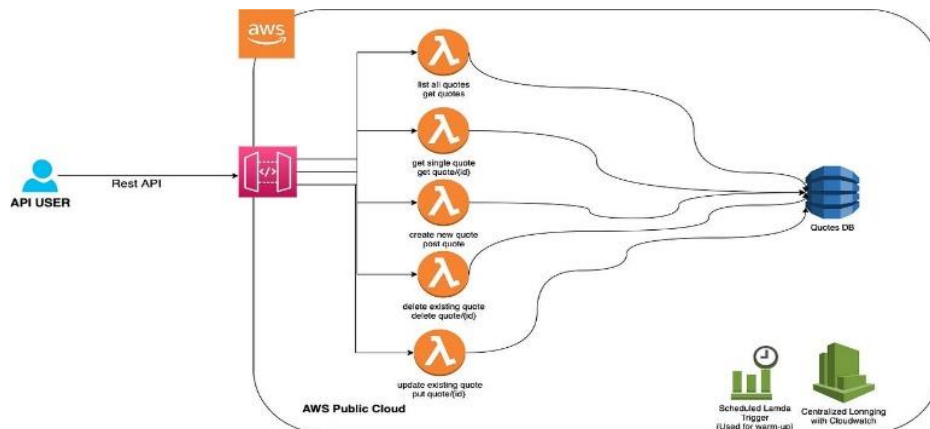 aws
list all quotes
get quotes
get single quote
get quote/{id}
Rest API
API USER
create new quote
post quote
Quotes DB
delete existing quote
delete quote/{id}
update existing quote
put quote/{id}
AWS Public Cloud
Scheduled Lamda
Trigger
(Used for warm-up)
Centralized Lonnging
with Cloudwatch